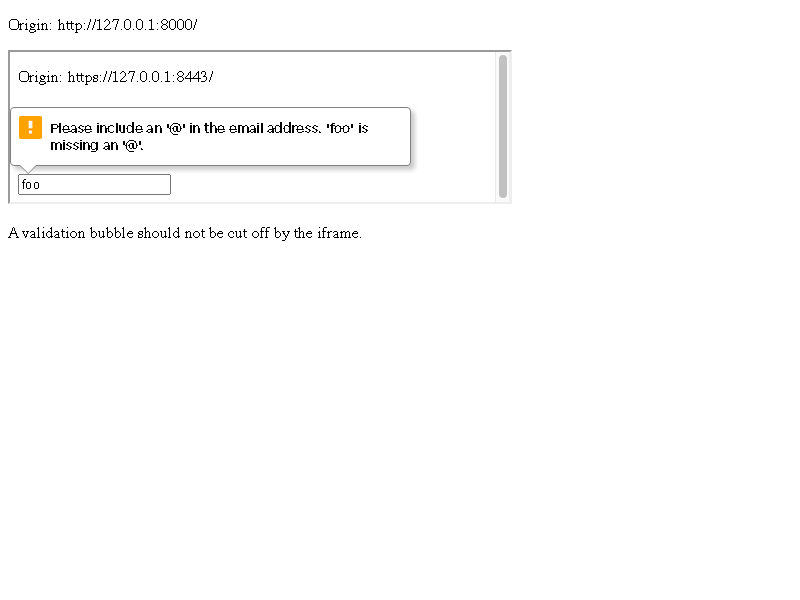 Origin: http://127.0.0.1:8000/
Origin: https://127.0.0.1:8443/
Please include an '@' in the email address. 'foo' is
missing an '@'.
foo
A validation bubble should not be cut off by the iframe.